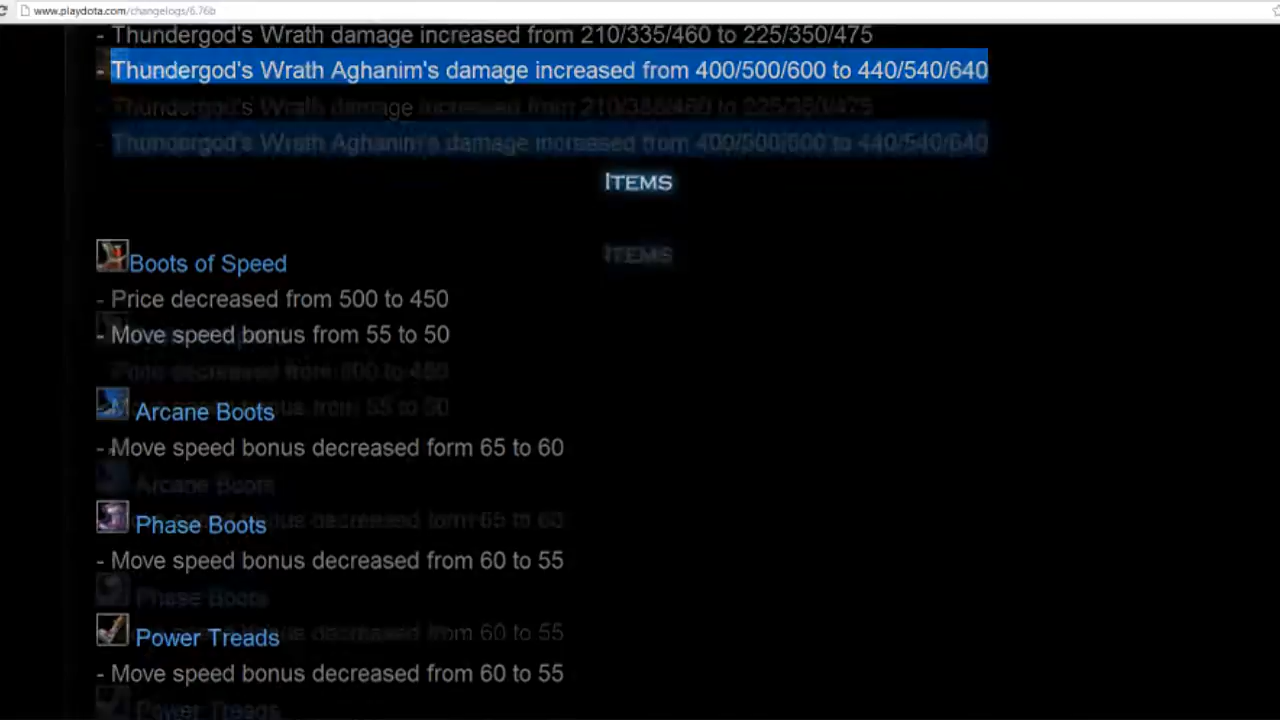 www.playdota.com/changelogs/6.76b
- Thundergod's Wrath damage increased from 210/335/460 to 225/350/475
- Thundergod's Wrath Aghanim's damage increased from 400/500/600 to 440/540/640
Items
Boots of Speed
- Price decreased from 500 to 450
- Move speed bonus from 55 to 50
Arcane Boots
- Move speed bonus decreased form 65 to 60
Phase Boots
- Move speed bonus decreased from 60 to 55
Power Treads
- Move speed bonus decreased from 60 to 55